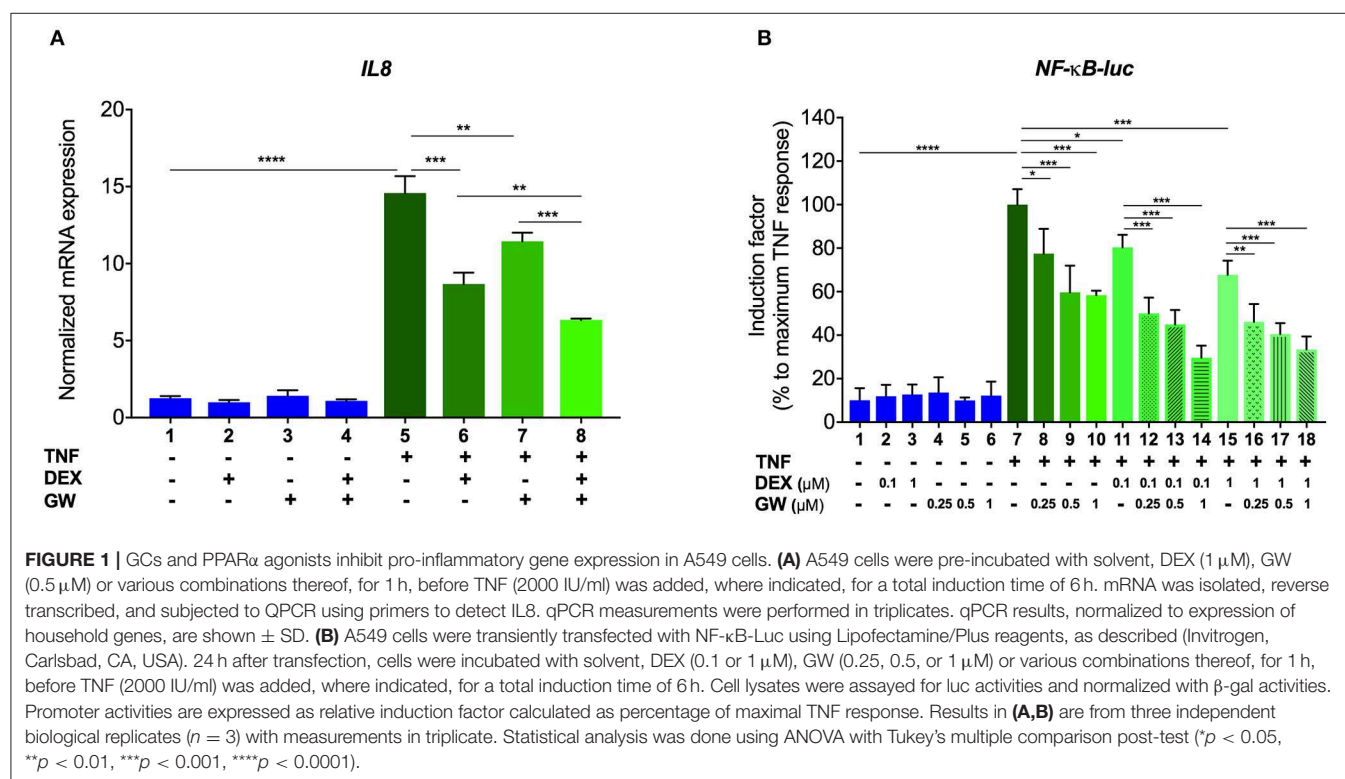 A
IL8
Normalized mRNA expression
20
15
10
5
0
****
**
***
**
***
1 2 3 4 5 6 7 8
TNF - - - - + + + +
DEX - + - + - + - +
GW - - + + - - + +
B
NF-κB-luc
Induction factor
(% to maximum TNF response)
140
120
100
80
60
40
20
0
***
*
****
***
***
*
***
***
***
***
***
**
1 2 3 4 5 6 7 8 9 10 11 12 13 14 15 16 17 18
TNF - - - - - - + + + + + + + + + + + +
DEX (µM) - 0.1 1 - - - - - - - 0.1 0.1 0.1 0.1 1 1 1 1
GW (µM) - - - 0.25 0.5 1 - 0.25 0.5 1 - 0.25 0.5 1 - 0.25 0.5 1
FIGURE 1 | GCs and PPARα agonists inhibit pro-inflammatory gene expression in A549 cells. (A) A549 cells were pre-incubated with solvent, DEX (1 µM), GW
(0.5 µM) or various combinations thereof, for 1 h, before TNF (2000 IU/ml) was added, where indicated, for a total induction time of 6 h. mRNA was isolated, reverse
transcribed, and subjected to QPCR using primers to detect IL8. qPCR measurements were performed in triplicates. qPCR results, normalized to expression of
household genes, are shown ± SD. (B) A549 cells were transiently transfected with NF-κB-Luc using Lipofectamine/Plus reagents, as described (Invitrogen,
Carlsbad, CA, USA). 24 h after transfection, cells were incubated with solvent, DEX (0.1 or 1 µM), GW (0.25, 0.5, or 1 µM) or various combinations thereof, for 1 h,
before TNF (2000 IU/ml) was added, where indicated, for a total induction time of 6 h. Cell lysates were assayed for luc activities and normalized with β-gal activities.
Promoter activities are expressed as relative induction factor calculated as percentage of maximal TNF response. Results in (A,B) are from three independent
biological replicates (n = 3) with measurements in triplicate. Statistical analysis was done using ANOVA with Tukey's multiple comparison post-test (*p < 0.05,
**p < 0.01, ***p < 0.001, ****p < 0.0001).